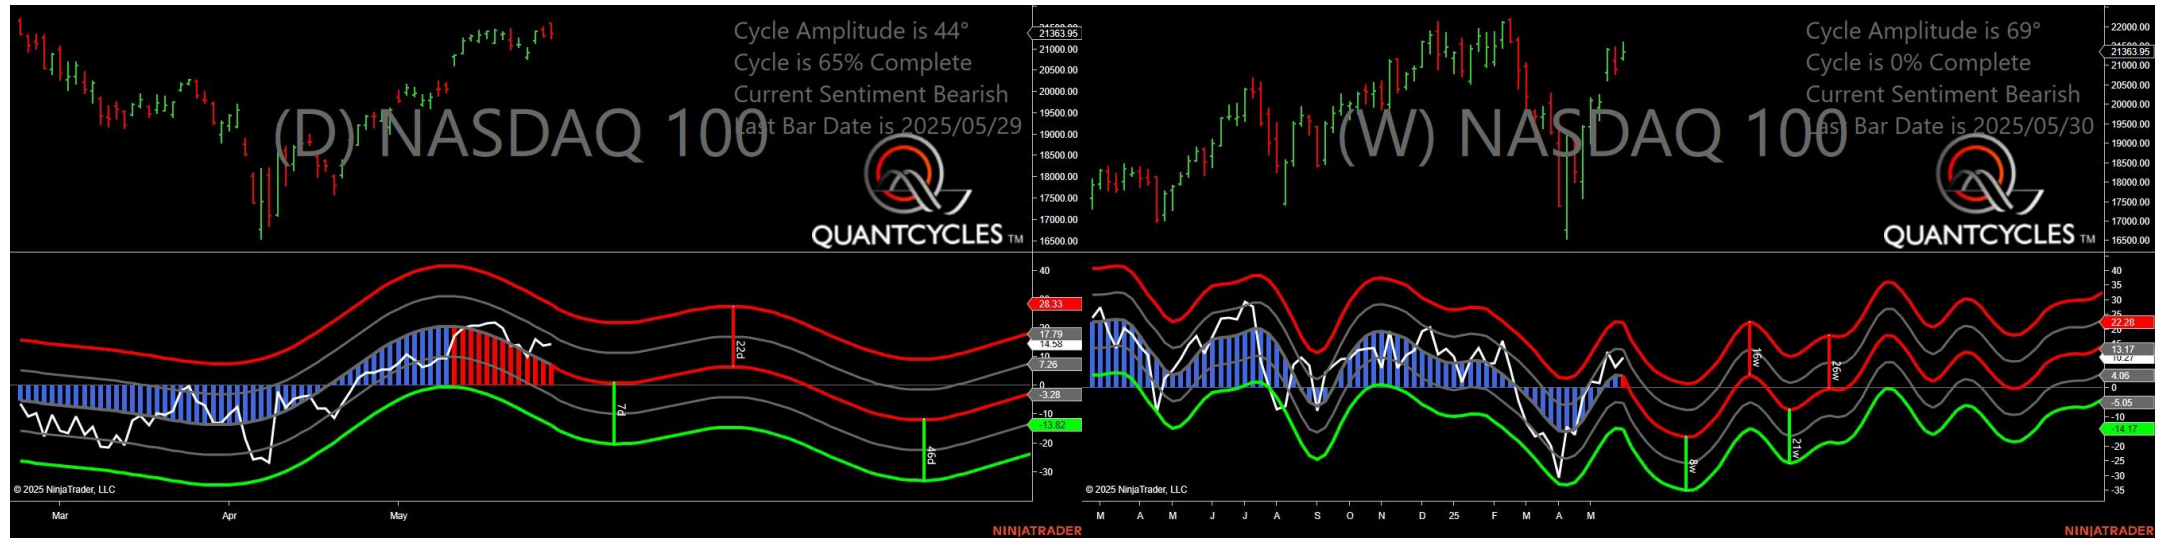 Cycle Amplitude is 44°
Cycle is 65% Complete
Current Sentiment Bearish
Last Bar Date is 2025/05/29
(D) NASDAQ 100
QUANTCYCLES TM
21363.95
21000.00
20500.00
20000.00
19500.00
19000.00
18500.00
18000.00
17500.00
17000.00
16500.00
40
28.33
17.79
14.58
10
7.26
0
-3.28
-10
-13.82
-20
-30
7d
22d
46d
© 2025 NinjaTrader, LLC
Mar
Apr
May
NINJATRADER
Cycle Amplitude is 69°
Cycle is 0% Complete
Current Sentiment Bearish
Last Bar Date is 2025/05/30
(W) NASDAQ 100
QUANTCYCLES TM
22000.00
21363.95
21000.00
20500.00
20000.00
19500.00
19000.00
18500.00
18000.00
17500.00
17000.00
16500.00
40
35
30
25
22.28
13.17
10.27
4.06
0
-5.05
-10
-14.17
-20
-25
-30
-35
8w
16w
21w
26w
© 2025 NinjaTrader, LLC
M A M J J A S O N D 25 F M A M
NINJATRADER